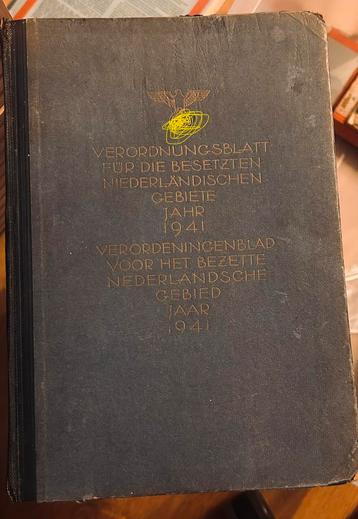 VERORDNUNGSBLATT
FÜR DIE BESETZTEN
NIEDERLÄNDISCHEN
GEBIETE
JAHR
1941
VERORDENINGENBLAD
VOOR HET BEZETTE
NEDERLANDSCHE
GEBIED
JAAR
1941